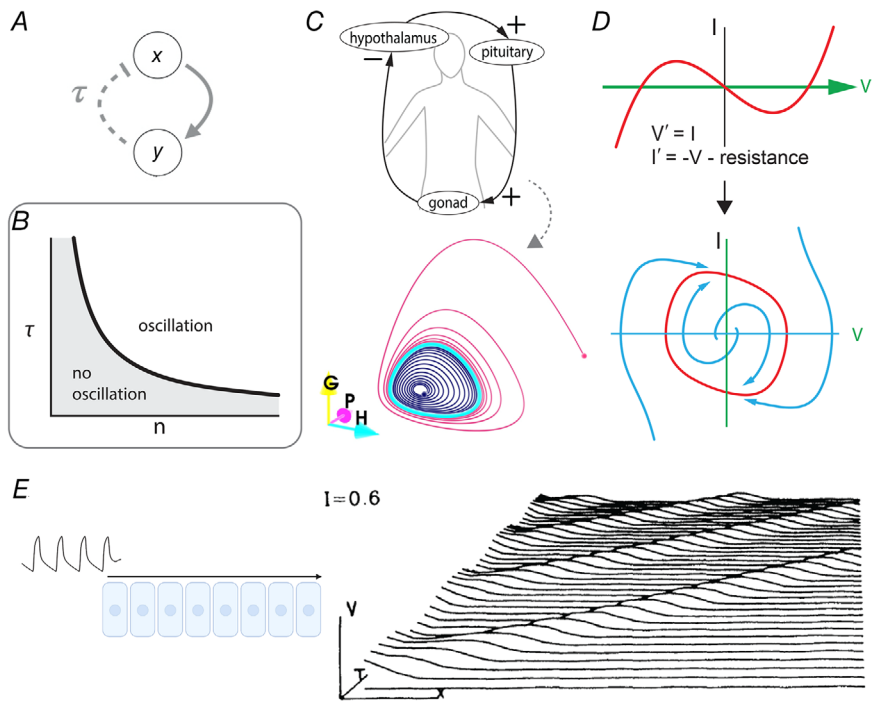 A
x
τ
y
B
τ
oscillation
no
oscillation
n
C
hypothalamus
+
pituitary
−
gonad
+
G
P
H
D
I
V
V′ = I
I′ = -V - resistance
I
V
E
I=0.6
V
T
X